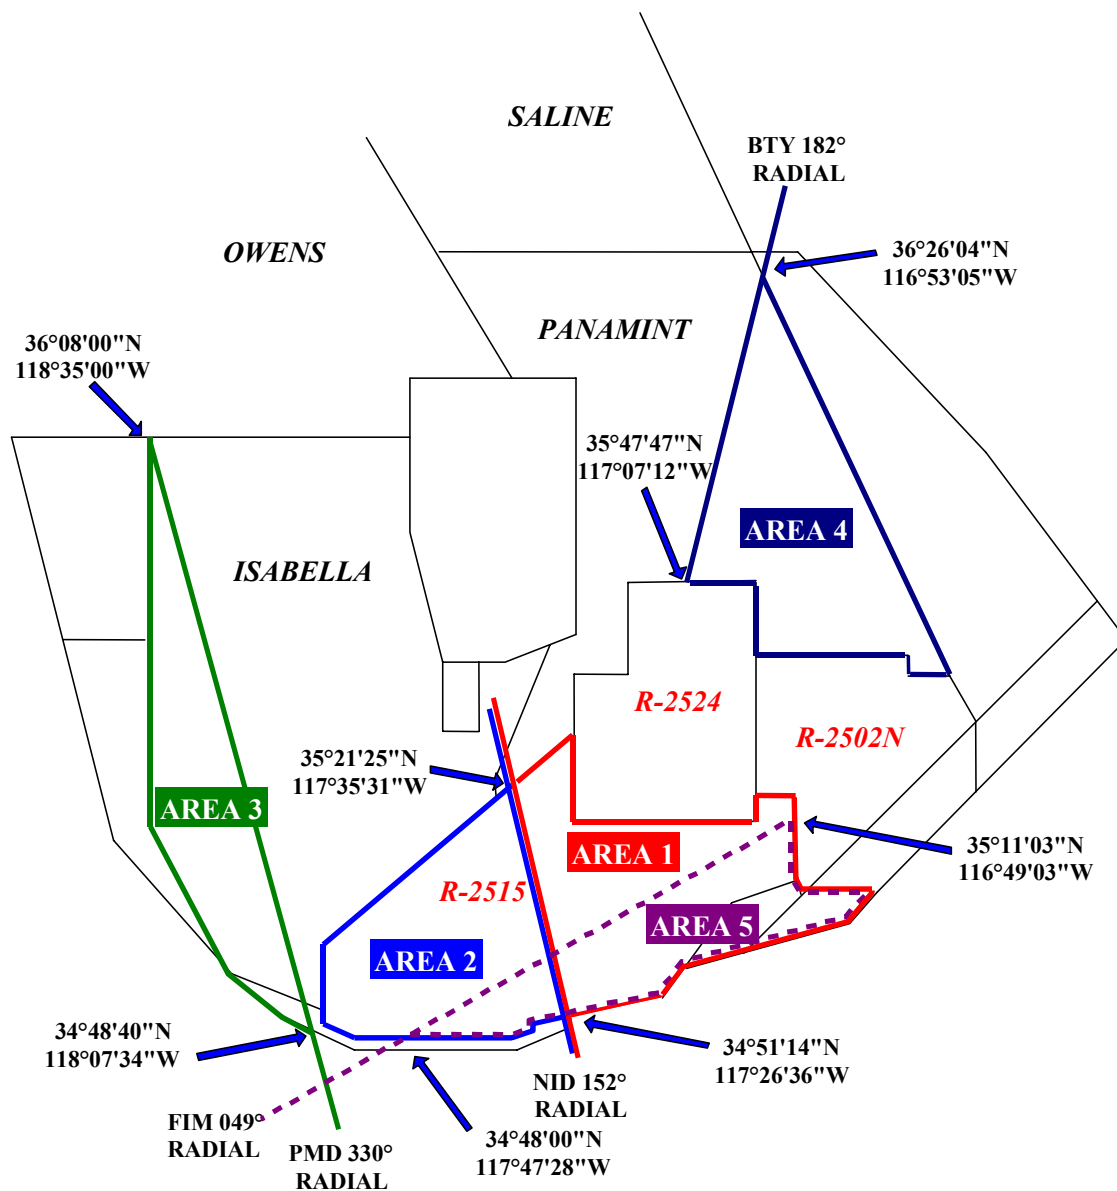 SALINE
BTY 182°
RADIAL
OWENS
36°26'04"N
116°53'05"W
PANAMINT
36°08'00"N
118°35'00"W
35°47'47"N
117°07'12"W
AREA 4
ISABELLA
R-2524
R-2502N
35°21'25"N
117°35'31"W
AREA 3
AREA 1
35°11'03"N
116°49'03"W
R-2515
AREA 5
AREA 2
34°48'40"N
118°07'34"W
34°51'14"N
117°26'36"W
NID 152°
RADIAL
FIM 049°
RADIAL
34°48'00"N
117°47'28"W
PMD 330°
RADIAL